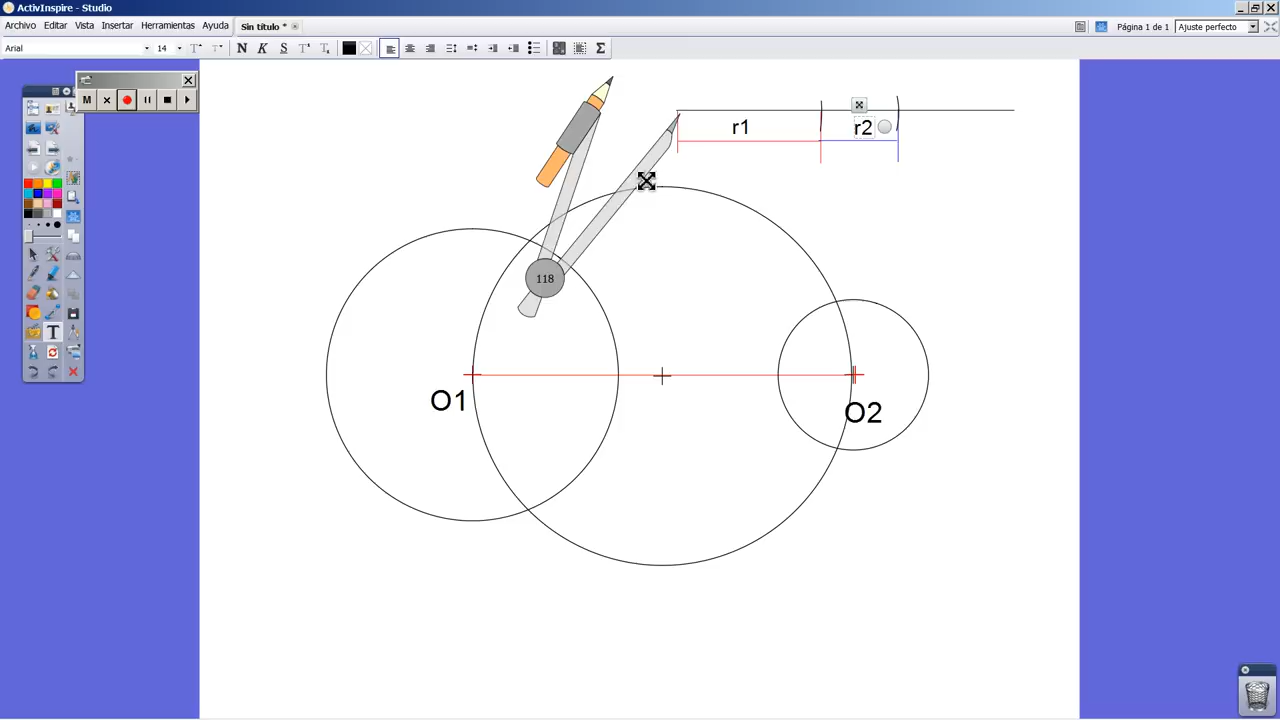 ActivInspire - Studio
Archivo Editar Vista Insertar Herramientas Ayuda Sin título * Página 1 de 1 Ajuste perfecto
Arial 14 N K S
M
r1 r2
118
O1
O2
T